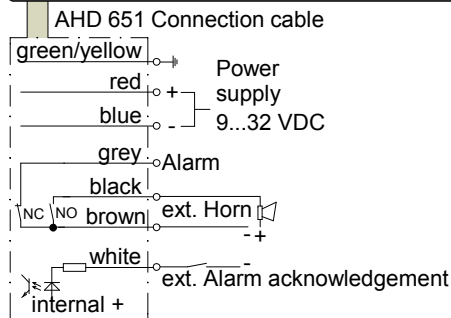 AHD 651 Connection cable
green/yellow
red + Power
supply
blue - 9...32 VDC
grey Alarm
black
NC NO brown ext. Horn
- +
white -
ext. Alarm acknowledgement
internal +